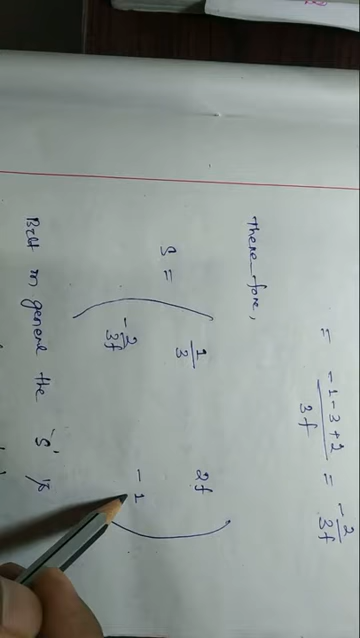 = -1-3+2 / 3f = -2 / 3f
therefore,
S = ( 1/3 2f
-2/3f -1 )
But in general the 'S' is